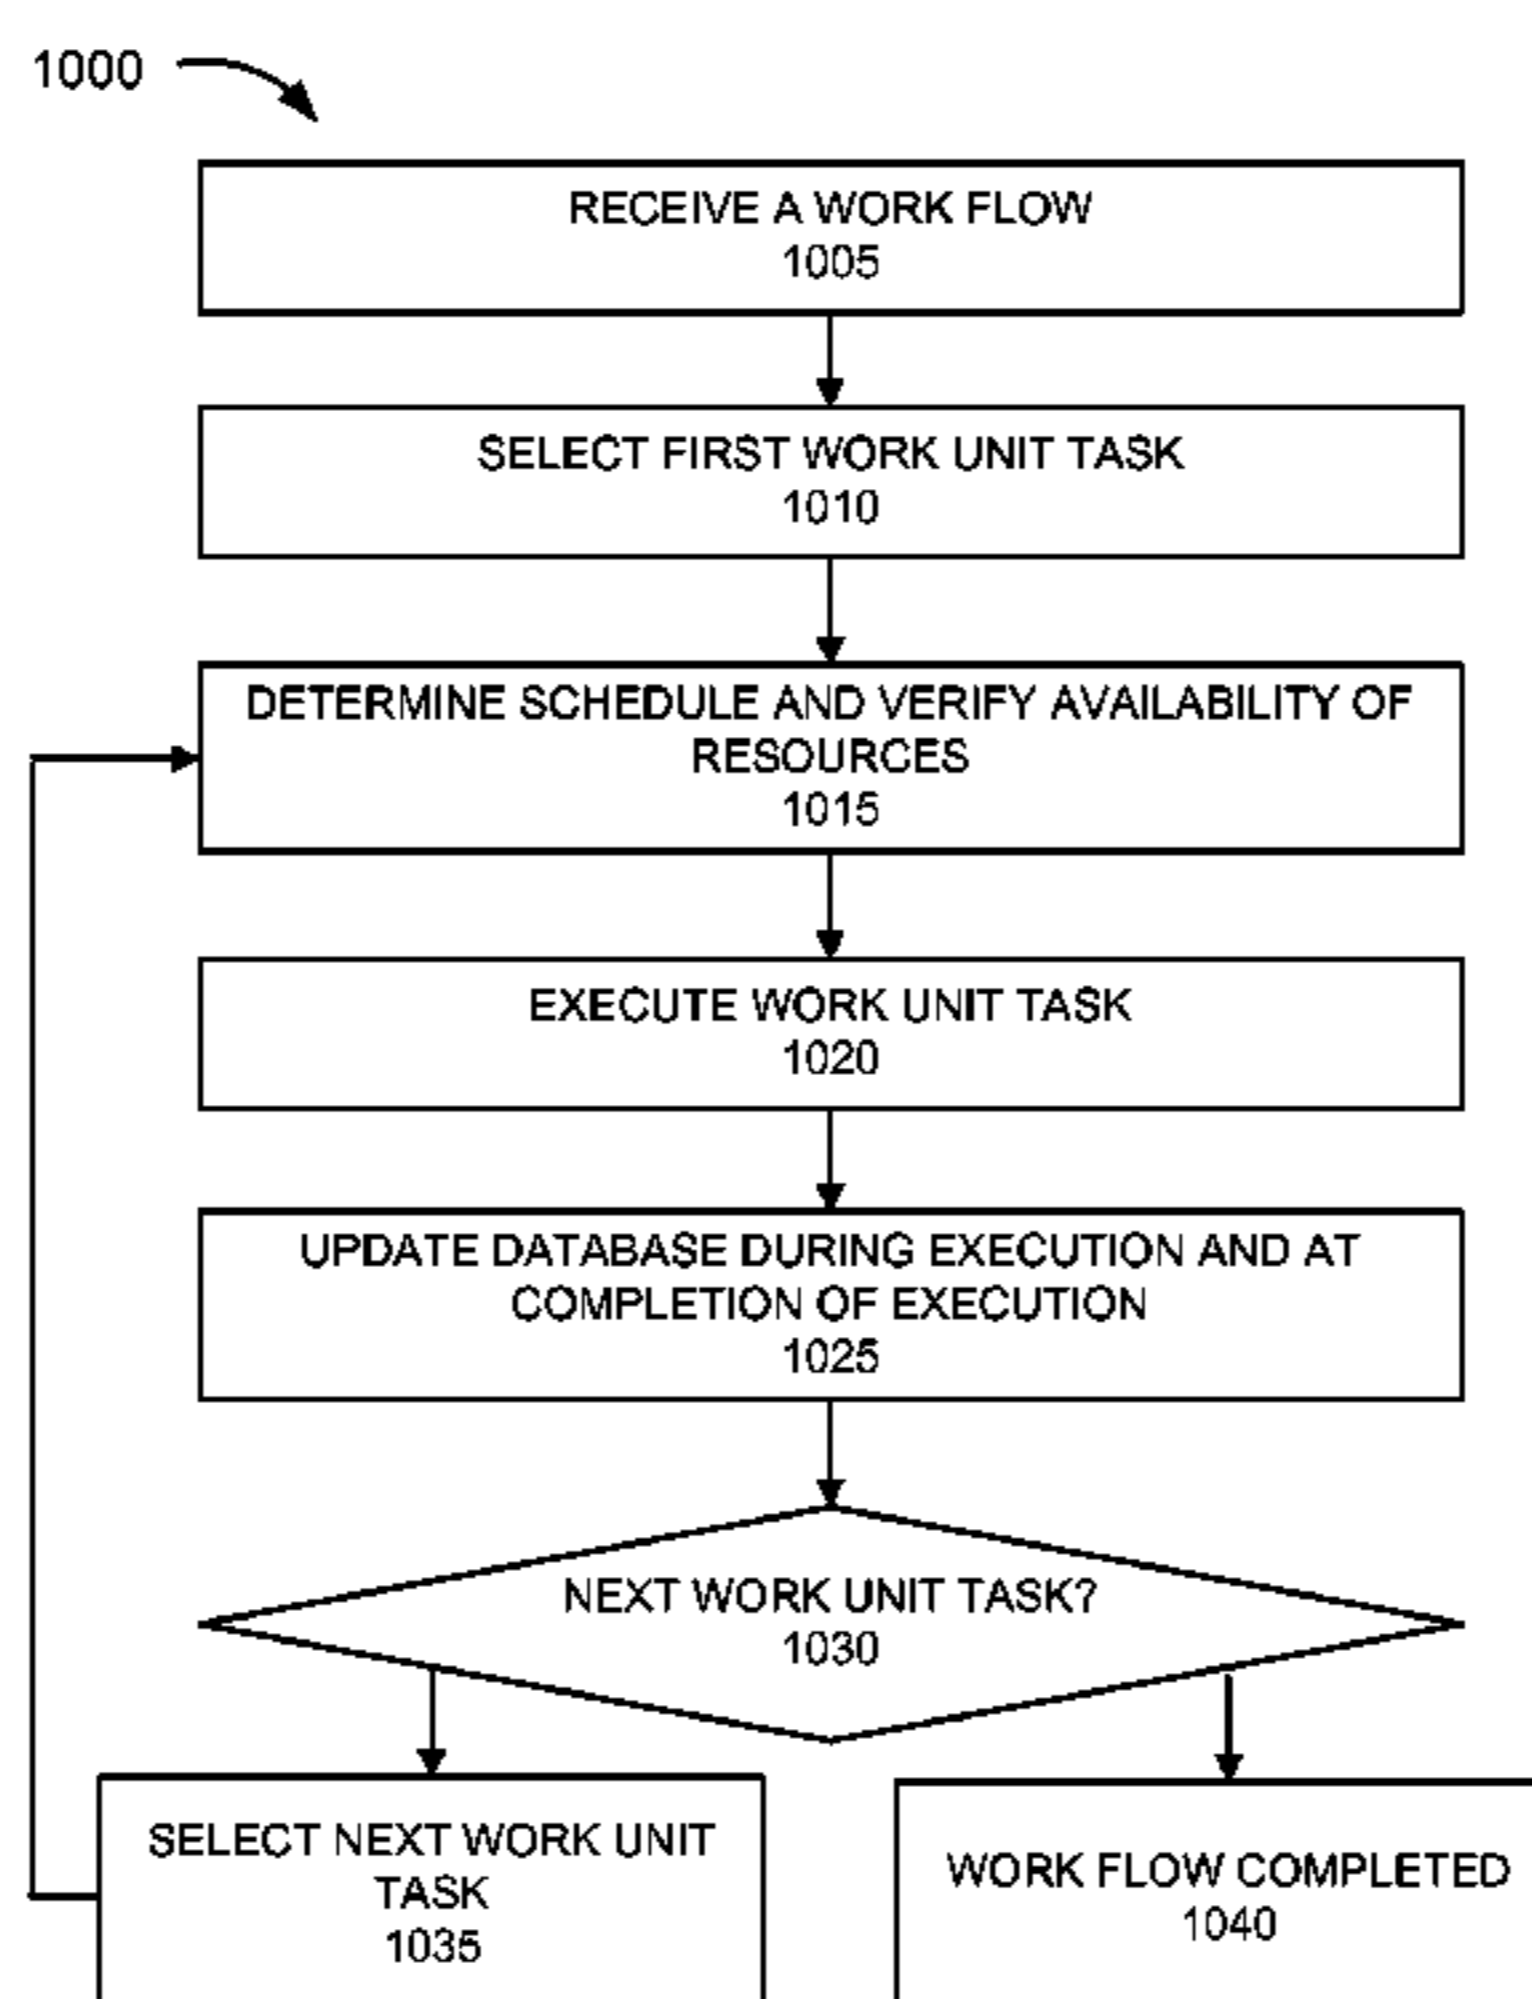 1000
RECEIVE A WORK FLOW
1005
SELECT FIRST WORK UNIT TASK
1010
DETERMINE SCHEDULE AND VERIFY AVAILABILITY OF
RESOURCES
1015
EXECUTE WORK UNIT TASK
1020
UPDATE DATABASE DURING EXECUTION AND AT
COMPLETION OF EXECUTION
1025
NEXT WORK UNIT TASK?
1030
SELECT NEXT WORK UNIT
TASK
1035
WORK FLOW COMPLETED
1040